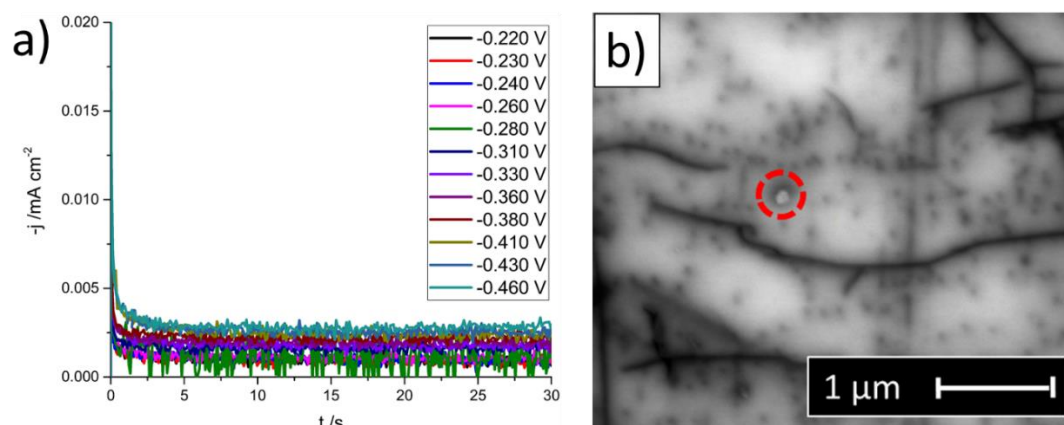 a)
-j /mA cm⁻²
0.020
0.015
0.010
0.005
0.000
0
5
10
15
20
25
30
t /s
-0.220 V
-0.230 V
-0.240 V
-0.260 V
-0.280 V
-0.310 V
-0.330 V
-0.360 V
-0.380 V
-0.410 V
-0.430 V
-0.460 V
b)
1 µm